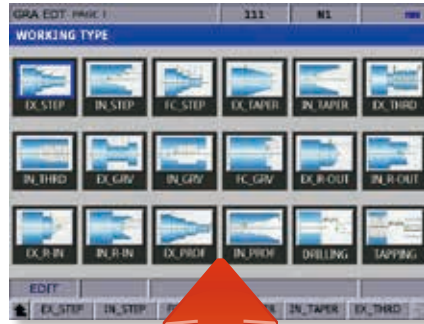 GRA EDT PAGE 1 111 N1
WORKING TYPE
EX_STEP IN_STEP FC_STEP EX_TAPER IN_TAPER EX_THRD
IN_THRD EX_GRV IN_GRV FC_GRV EX_R-OUT IN_R-OUT
EX_R-IN IN_R-IN EX_PROF IN_PROF DRILLING TAPPING
EDIT
EX_STEP IN_STEP IN_TAPER EX_THRD